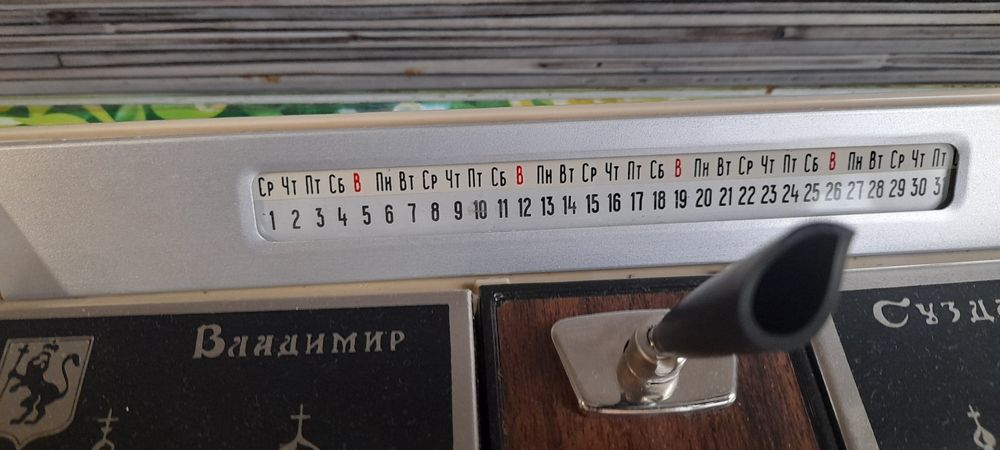 Ср Чт Пт Сб В Пн Вт Ср Чт Пт Сб В Пн Вт Ср Чт Пт Сб В Пн Вт Ср Чт Пт Сб В Пн Вт Ср Чт Пт
1 2 3 4 5 6 7 8 9 10 11 12 13 14 15 16 17 18 19 20 21 22 23 24 25 26 27 28 29 30 3
Владимир
Сузд